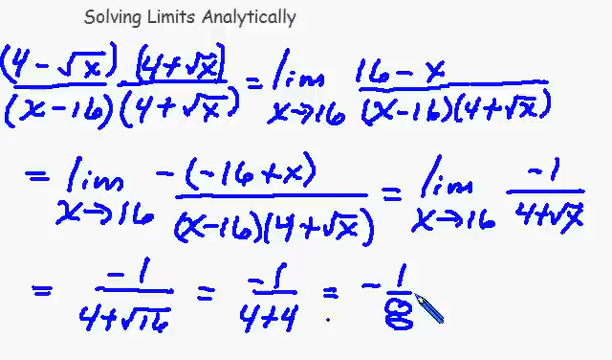 Solving Limits Analytically
(4 - √x) (4 + √x) / (x - 16) (4 + √x) = lim x→16 16 - x / (x - 16)(4 + √x)
= lim x→16 -(-16 + x) / (x - 16)(4 + √x) = lim x→16 -1 / 4 + √x
= -1 / 4 + √16 = -1 / 4 + 4 = - 1 / 8